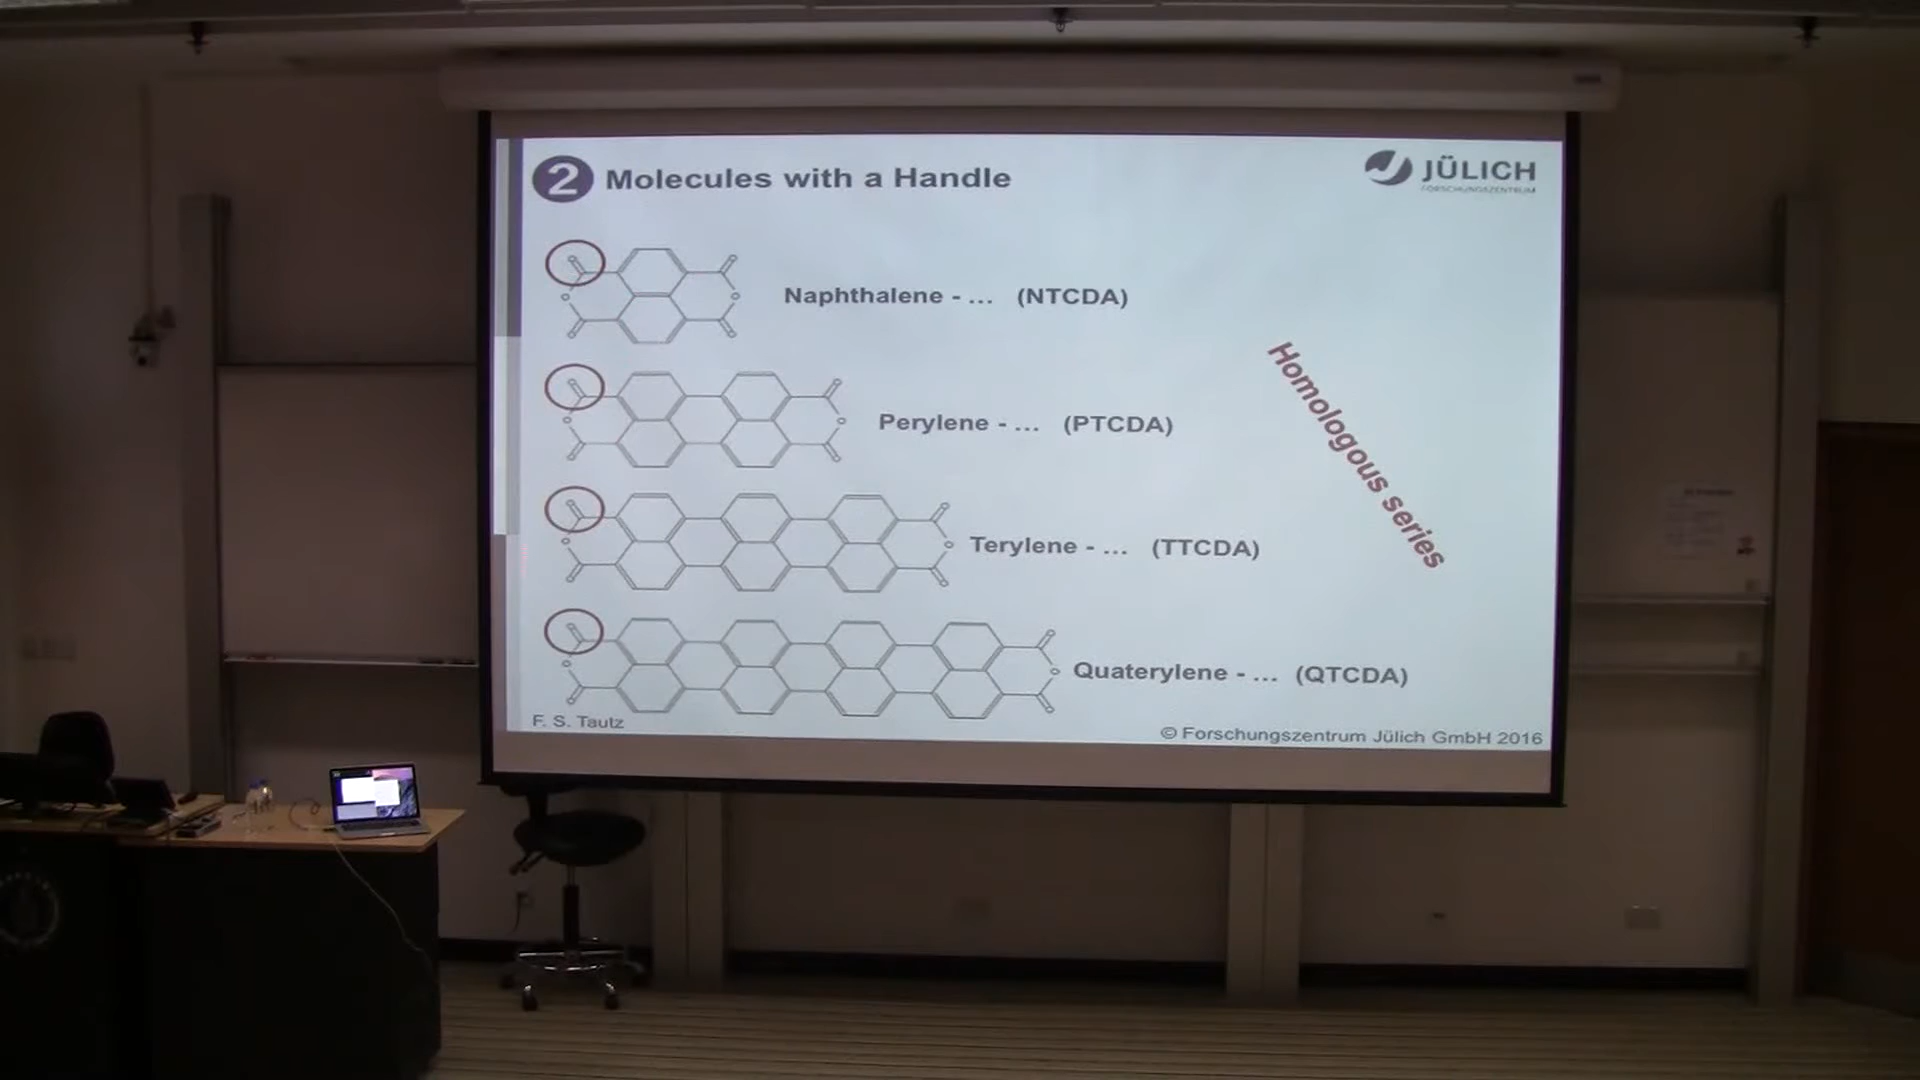 2 Molecules with a Handle
JÜLICH
FORSCHUNGSZENTRUM
Naphthalene - ... (NTCDA)
Perylene - ... (PTCDA)
Terylene - ... (TTCDA)
Quaterylene - ... (QTCDA)
Homologous series
F. S. Tautz
© Forschungszentrum Jülich GmbH 2016